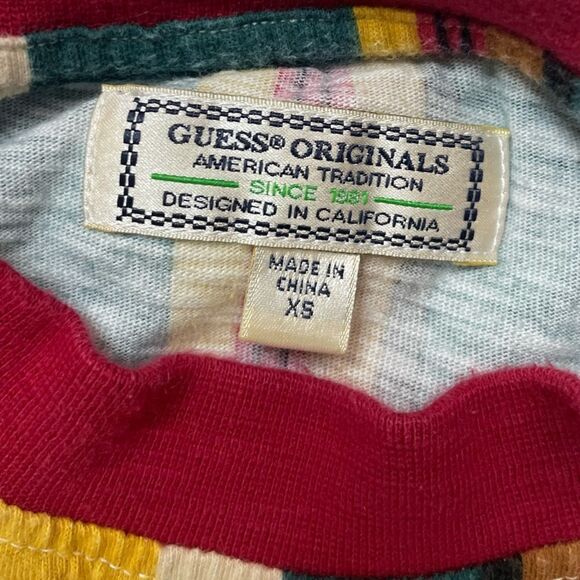 GUESS® ORIGINALS
AMERICAN TRADITION
SINCE 1981
DESIGNED IN CALIFORNIA
MADE IN
CHINA
XS